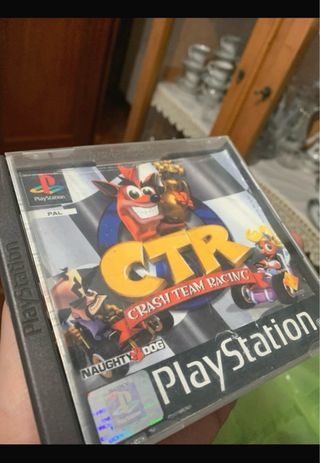 PlayStation
PAL
PlayStation
CTR
CRASH TEAM RACING
NAUGHTY DOG
PlayStation